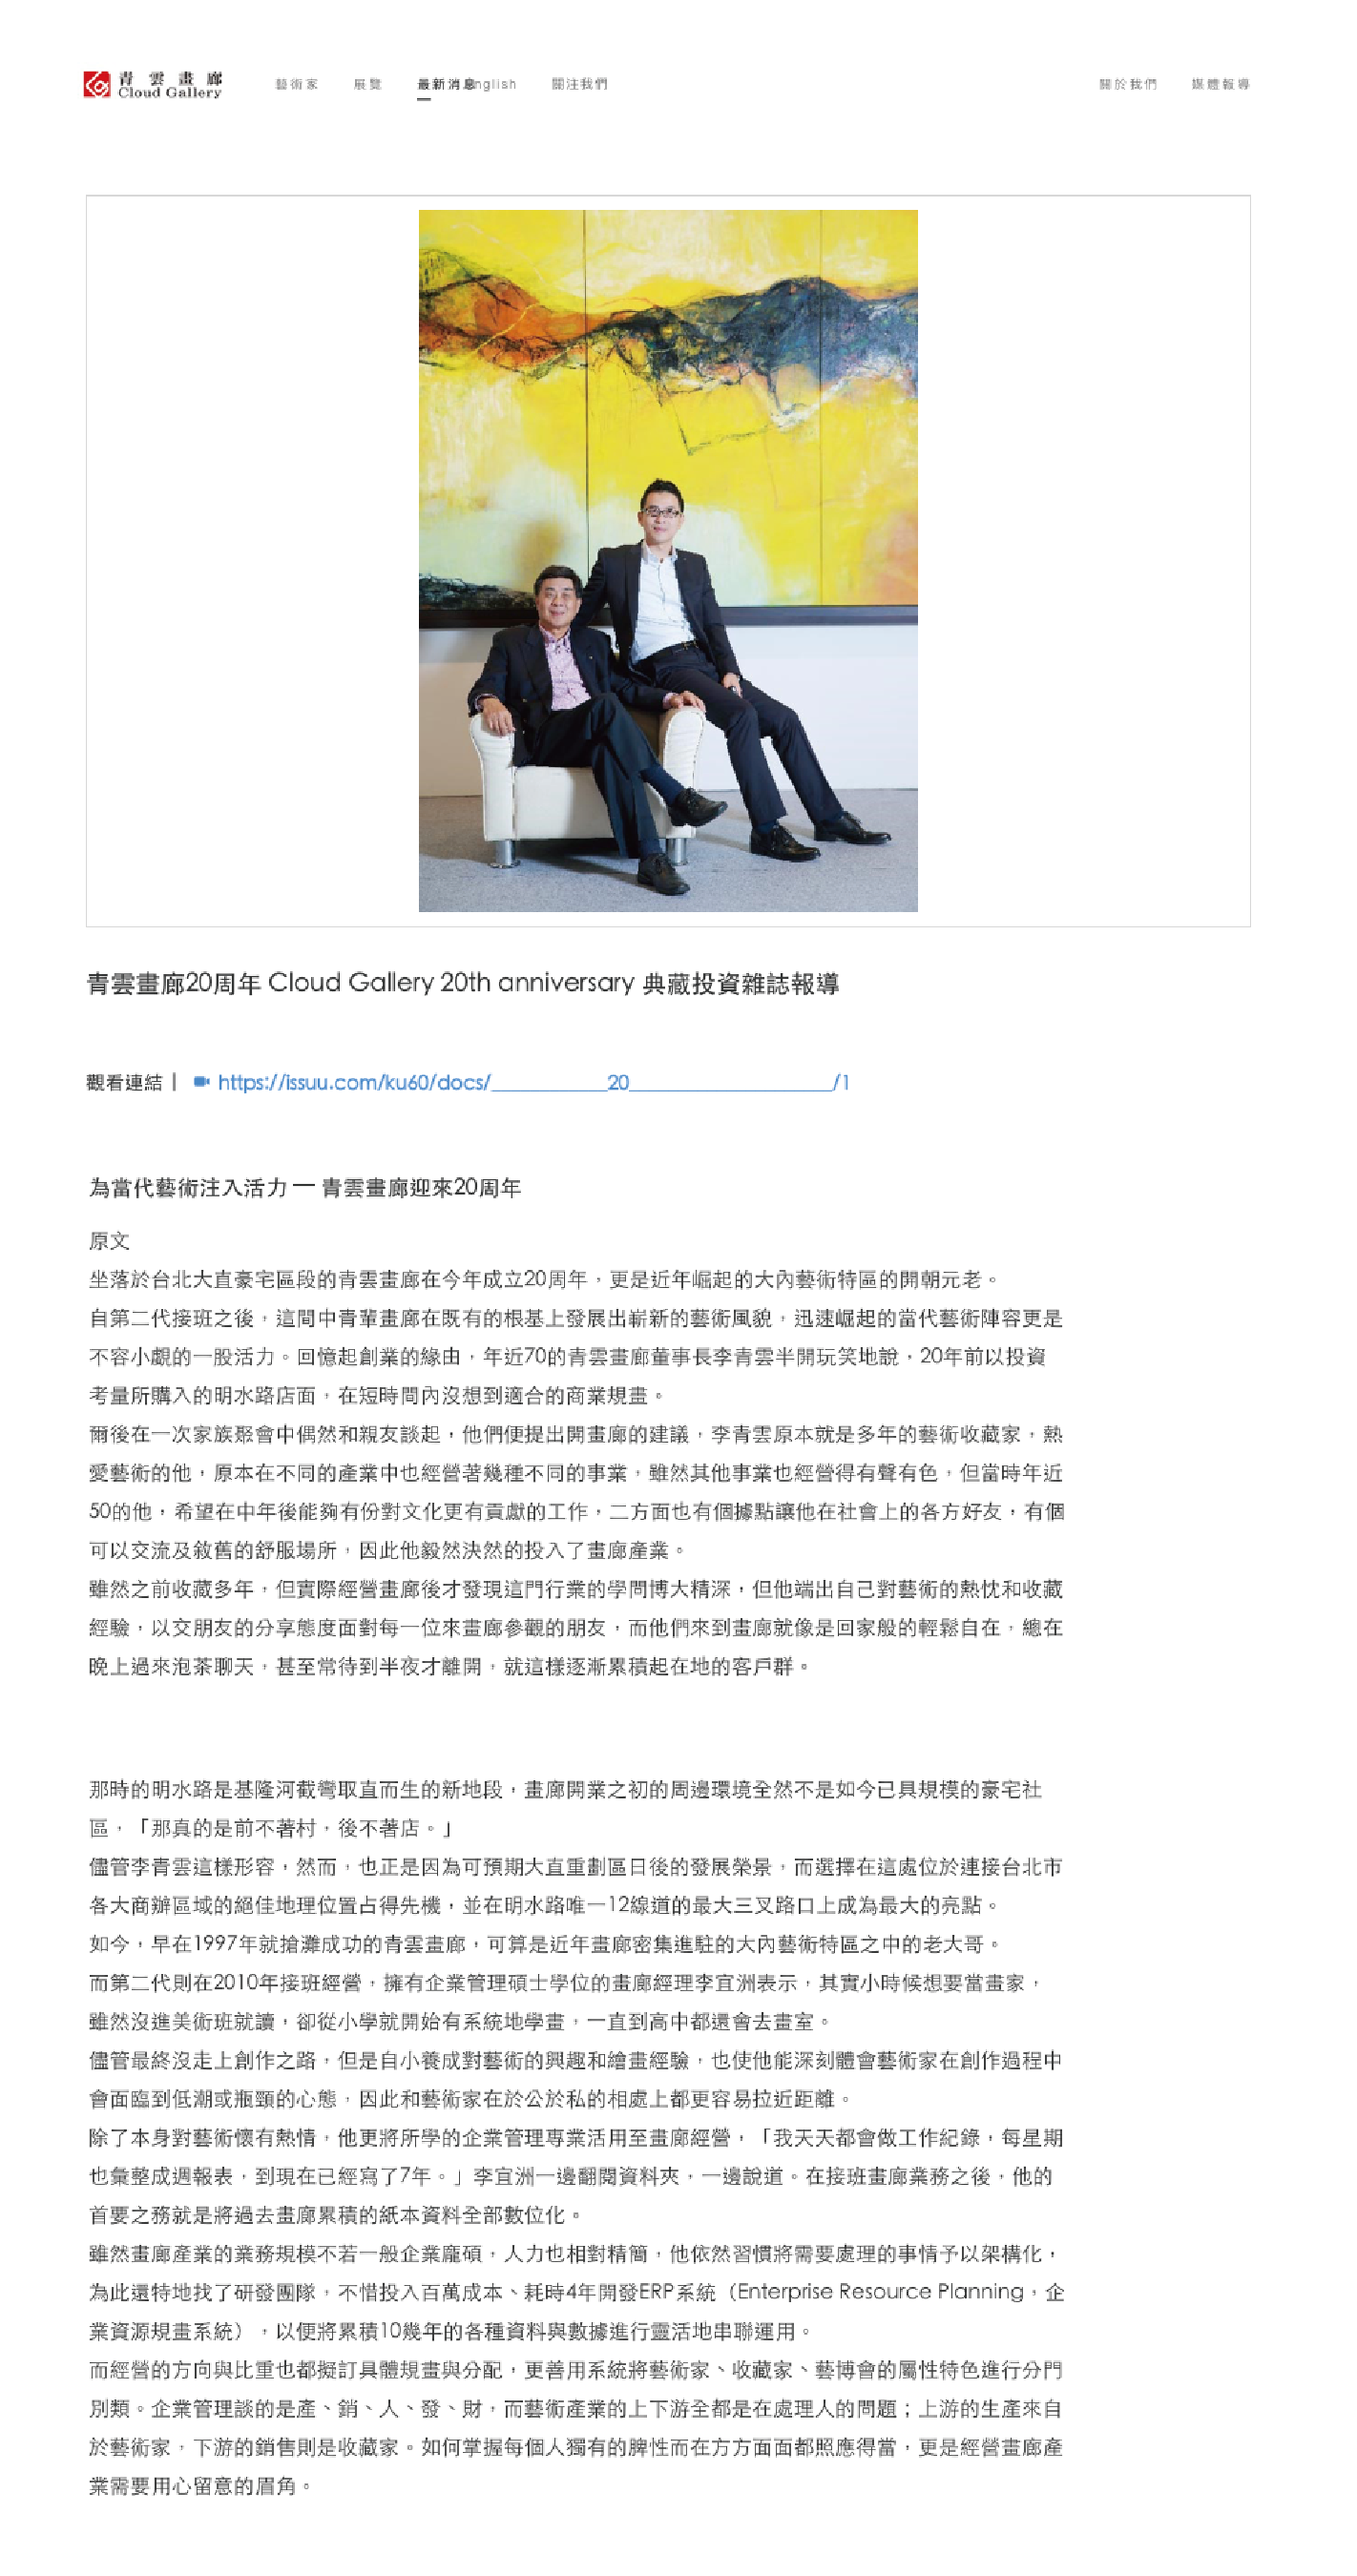 青雲畫廊
Cloud Gallery
藝術家
展覽
最新消息
nglish
關注我們
關於我們
媒體報導
青雲畫廊20周年 Cloud Gallery 20th anniversary 典藏投資雜誌報導
觀看連結 | https://issuu.com/ku60/docs/___________20____________________/1
為當代藝術注入活力 — 青雲畫廊迎來20周年
原文
坐落於台北大直豪宅區段的青雲畫廊在今年成立20周年，更是近年崛起的大內藝術特區的開朝元老。
自第二代接班之後，這間中青輩畫廊在既有的根基上發展出嶄新的藝術風貌，迅速崛起的當代藝術陣容更是
不容小覷的一股活力。回憶起創業的緣由，年近70的青雲畫廊董事長李青雲半開玩笑地說，20年前以投資
考量所購入的明水路店面，在短時間內沒想到適合的商業規畫。
爾後在一次家族聚會中偶然和親友談起，他們便提出開畫廊的建議，李青雲原本就是多年的藝術收藏家，熱
愛藝術的他，原本在不同的產業中也經營著幾種不同的事業，雖然其他事業也經營得有聲有色，但當時年近
50的他，希望在中年後能夠有份對文化更有貢獻的工作，二方面也有個據點讓他在社會上的各方好友，有個
可以交流及敘舊的舒服場所，因此他毅然決然的投入了畫廊產業。
雖然之前收藏多年，但實際經營畫廊後才發現這門行業的學問博大精深，但他端出自己對藝術的熱忱和收藏
經驗，以交朋友的分享態度面對每一位來畫廊參觀的朋友，而他們來到畫廊就像是回家般的輕鬆自在，總在
晚上過來泡茶聊天，甚至常待到半夜才離開，就這樣逐漸累積起在地的客戶群。
那時的明水路是基隆河截彎取直而生的新地段，畫廊開業之初的周邊環境全然不是如今已具規模的豪宅社
區，「那真的是前不著村，後不著店。」
儘管李青雲這樣形容，然而，也正是因為可預期大直重劃區日後的發展榮景，而選擇在這處位於連接台北市
各大商辦區域的絕佳地理位置占得先機，並在明水路唯一12線道的最大三叉路口上成為最大的亮點。
如今，早在1997年就搶灘成功的青雲畫廊，可算是近年畫廊密集進駐的大內藝術特區之中的老大哥。
而第二代則在2010年接班經營，擁有企業管理碩士學位的畫廊經理李宜洲表示，其實小時候想要當畫家，
雖然沒進美術班就讀，卻從小學就開始有系統地學畫，一直到高中都還會去畫室。
儘管最終沒走上創作之路，但是自小養成對藝術的興趣和繪畫經驗，也使他能深刻體會藝術家在創作過程中
會面臨到低潮或瓶頸的心態，因此和藝術家在於公於私的相處上都更容易拉近距離。
除了本身對藝術懷有熱情，他更將所學的企業管理專業活用至畫廊經營，「我天天都會做工作紀錄，每星期
也彙整成週報表，到現在已經寫了7年。」李宜洲一邊翻閱資料夾，一邊說道。在接班畫廊業務之後，他的
首要之務就是將過去畫廊累積的紙本資料全部數位化。
雖然畫廊產業的業務規模不若一般企業龐碩，人力也相對精簡，他依然習慣將需要處理的事情予以架構化，
為此還特地找了研發團隊，不惜投入百萬成本、耗時4年開發ERP系統（Enterprise Resource Planning，企
業資源規畫系統），以便將累積10幾年的各種資料與數據進行靈活地串聯運用。
而經營的方向與比重也都擬訂具體規畫與分配，更善用系統將藝術家、收藏家、藝博會的屬性特色進行分門
別類。企業管理談的是產、銷、人、發、財，而藝術產業的上下游全都是在處理人的問題；上游的生產來自
於藝術家，下游的銷售則是收藏家。如何掌握每個人獨有的脾性而在方方面面都照應得當，更是經營畫廊產
業需要用心留意的眉角。